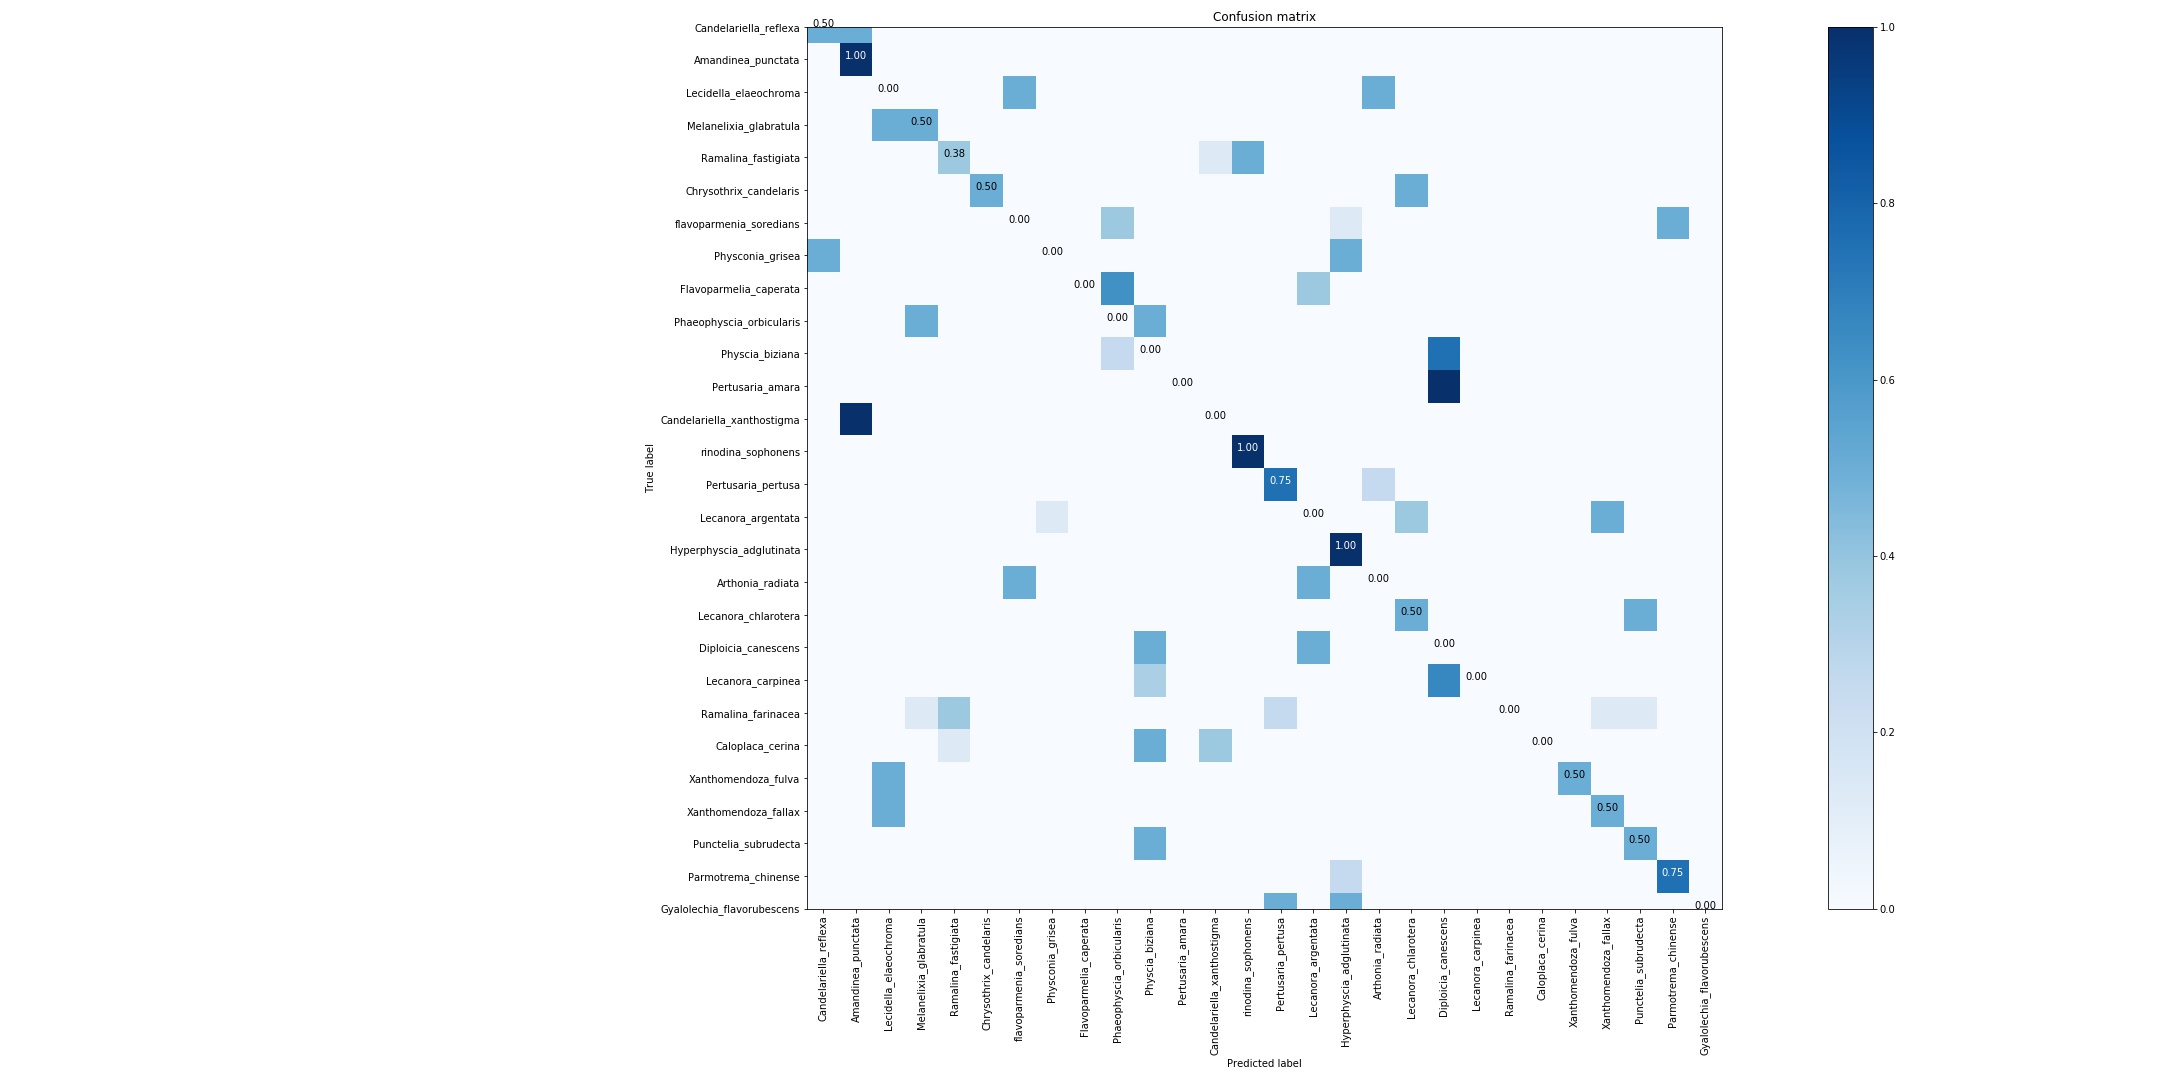 Confusion matrix
Candelariella_reflexa
0.50
Amandinea_punctata
1.00
Lecidella_elaeochroma
0.00
Melanelixia_glabratula
0.50
Ramalina_fastigiata
0.38
Chrysothrix_candelaris
0.50
flavoparmenia_soredians
0.00
Physconia_grisea
0.00
Flavoparmelia_caperata
0.00
Phaeophyscia_orbicularis
0.00
Physcia_biziana
0.00
Pertusaria_amara
0.00
Candelariella_xanthostigma
0.00
rinodina_sophonens
1.00
Pertusaria_pertusa
0.75
Lecanora_argentata
0.00
Hyperphyscia_adglutinata
1.00
Arthonia_radiata
0.00
Lecanora_chlarotera
0.50
Diploicia_canescens
0.00
Lecanora_carpinea
0.00
Ramalina_farinacea
0.00
Caloplaca_cerina
0.00
Xanthomendoza_fulva
0.50
Xanthomendoza_fallax
0.50
Punctelia_subrudecta
0.50
Parmotrema_chinense
0.75
Gyalolechia_flavorubescens
0.00
True label
Candelariella_reflexa
Amandinea_punctata
Lecidella_elaeochroma
Melanelixia_glabratula
Ramalina_fastigiata
Chrysothrix_candelaris
flavoparmenia_soredians
Physconia_grisea
Flavoparmelia_caperata
Phaeophyscia_orbicularis
Physcia_biziana
Pertusaria_amara
Candelariella_xanthostigma
rinodina_sophonens
Pertusaria_pertusa
Lecanora_argentata
Hyperphyscia_adglutinata
Arthonia_radiata
Lecanora_chlarotera
Diploicia_canescens
Lecanora_carpinea
Ramalina_farinacea
Caloplaca_cerina
Xanthomendoza_fulva
Xanthomendoza_fallax
Punctelia_subrudecta
Parmotrema_chinense
Gyalolechia_flavorubescens
Predicted label
1.0
0.8
0.6
0.4
0.2
0.0